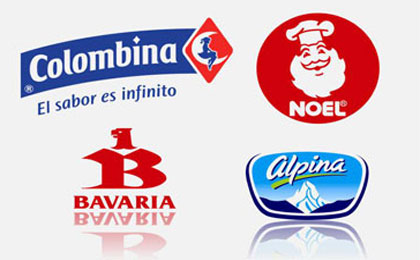 Colombina
®
El sabor es infinito
NOEL®
B
BAVARIA
alpina